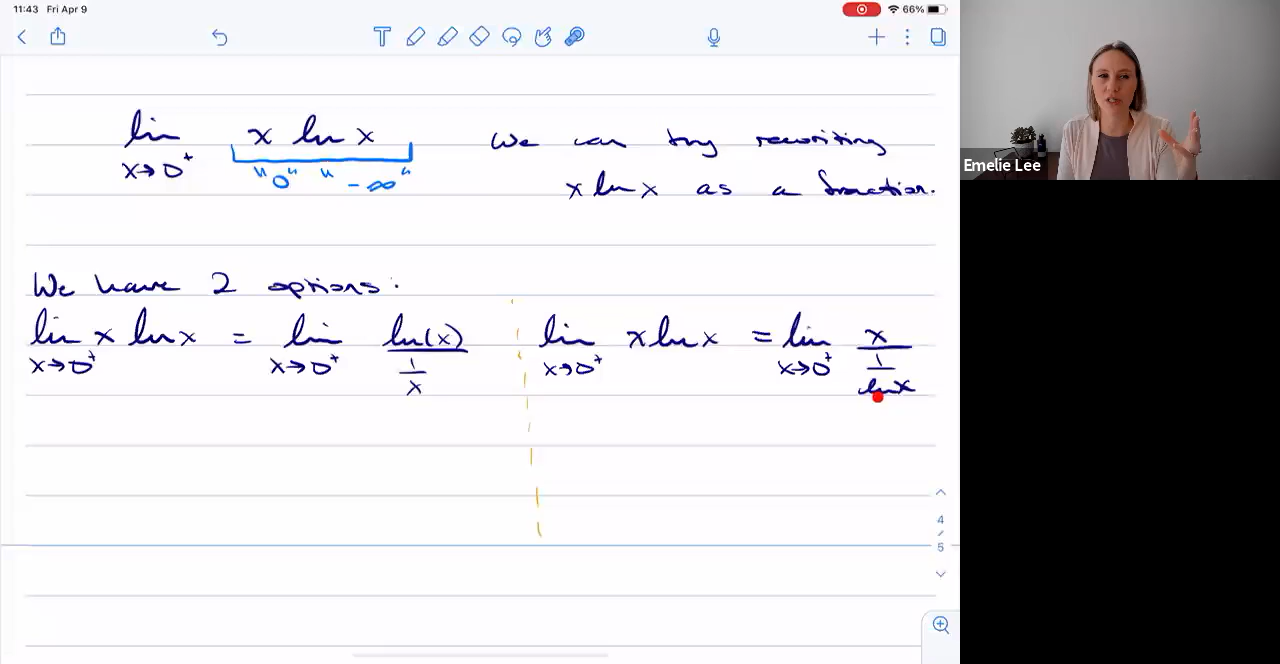 11:43 Fri Apr 9 66%
T
lim x ln x We can try rewriting
x→0⁺ "0" "-∞" x ln x as a fraction.
We have 2 options:
lim x→0⁺ x ln x = lim x→0⁺ ln(x) / (1/x) lim x→0⁺ x ln x = lim x→0⁺ x / (1/ln x)
4
/
5
Emelie Lee